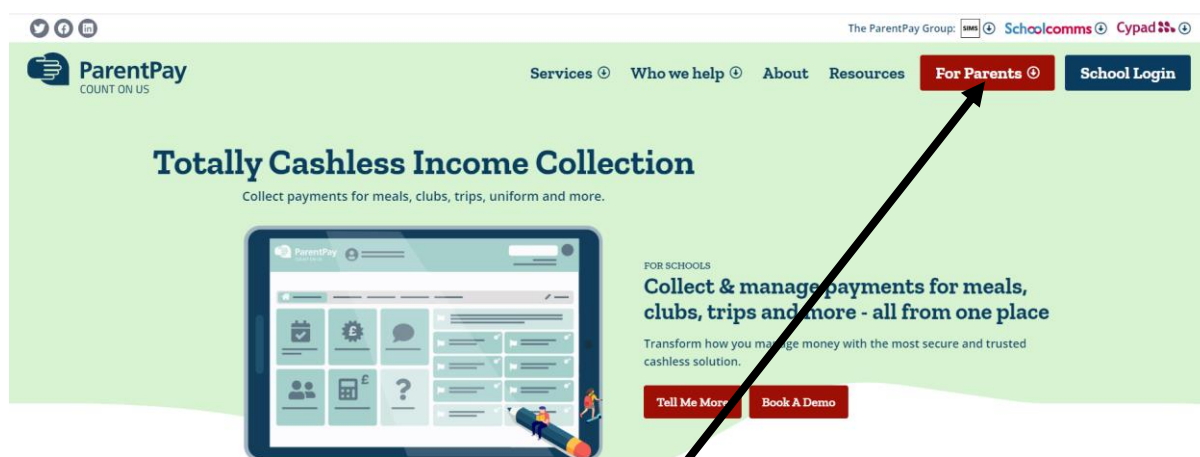 The ParentPay Group: SIMS Schoolcomms Cypad
ParentPay
COUNT ON US
Services Who we help About Resources For Parents School Login
Totally Cashless Income Collection
Collect payments for meals, clubs, trips, uniform and more.
ParentPay
FOR SCHOOLS
Collect & manage payments for meals,
clubs, trips and more - all from one place
Transform how you manage money with the most secure and trusted
cashless solution.
Tell Me More Book A Demo